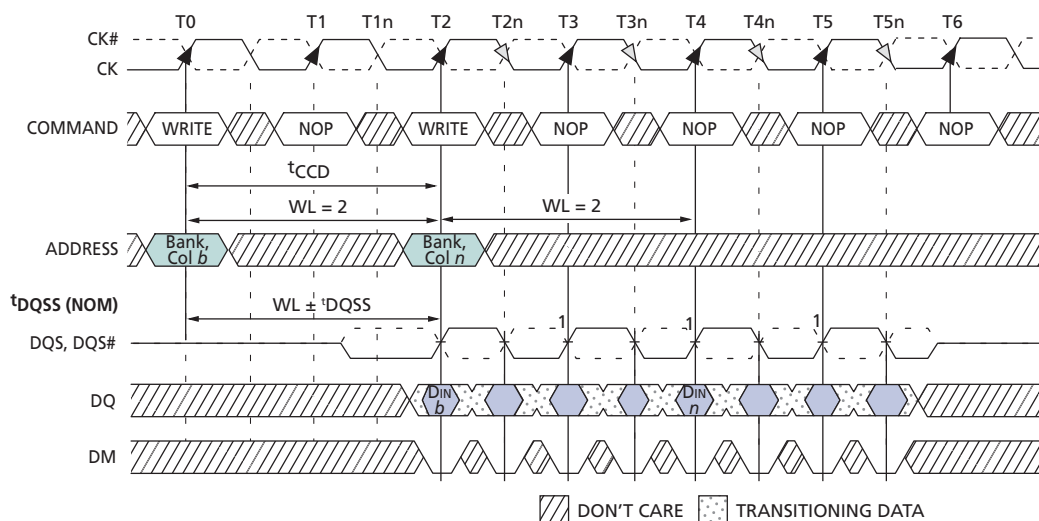 T0 T1 T1n T2 T2n T3 T3n T4 T4n T5 T5n T6
CK#
CK
COMMAND WRITE NOP WRITE NOP NOP NOP NOP
tCCD
WL = 2 WL = 2
ADDRESS Bank, Col b Bank, Col n
tDQSS (NOM) WL ± tDQSS
DQS, DQS# 1 1 1
DQ DIN b DIN n
DM
DON'T CARE TRANSITIONING DATA